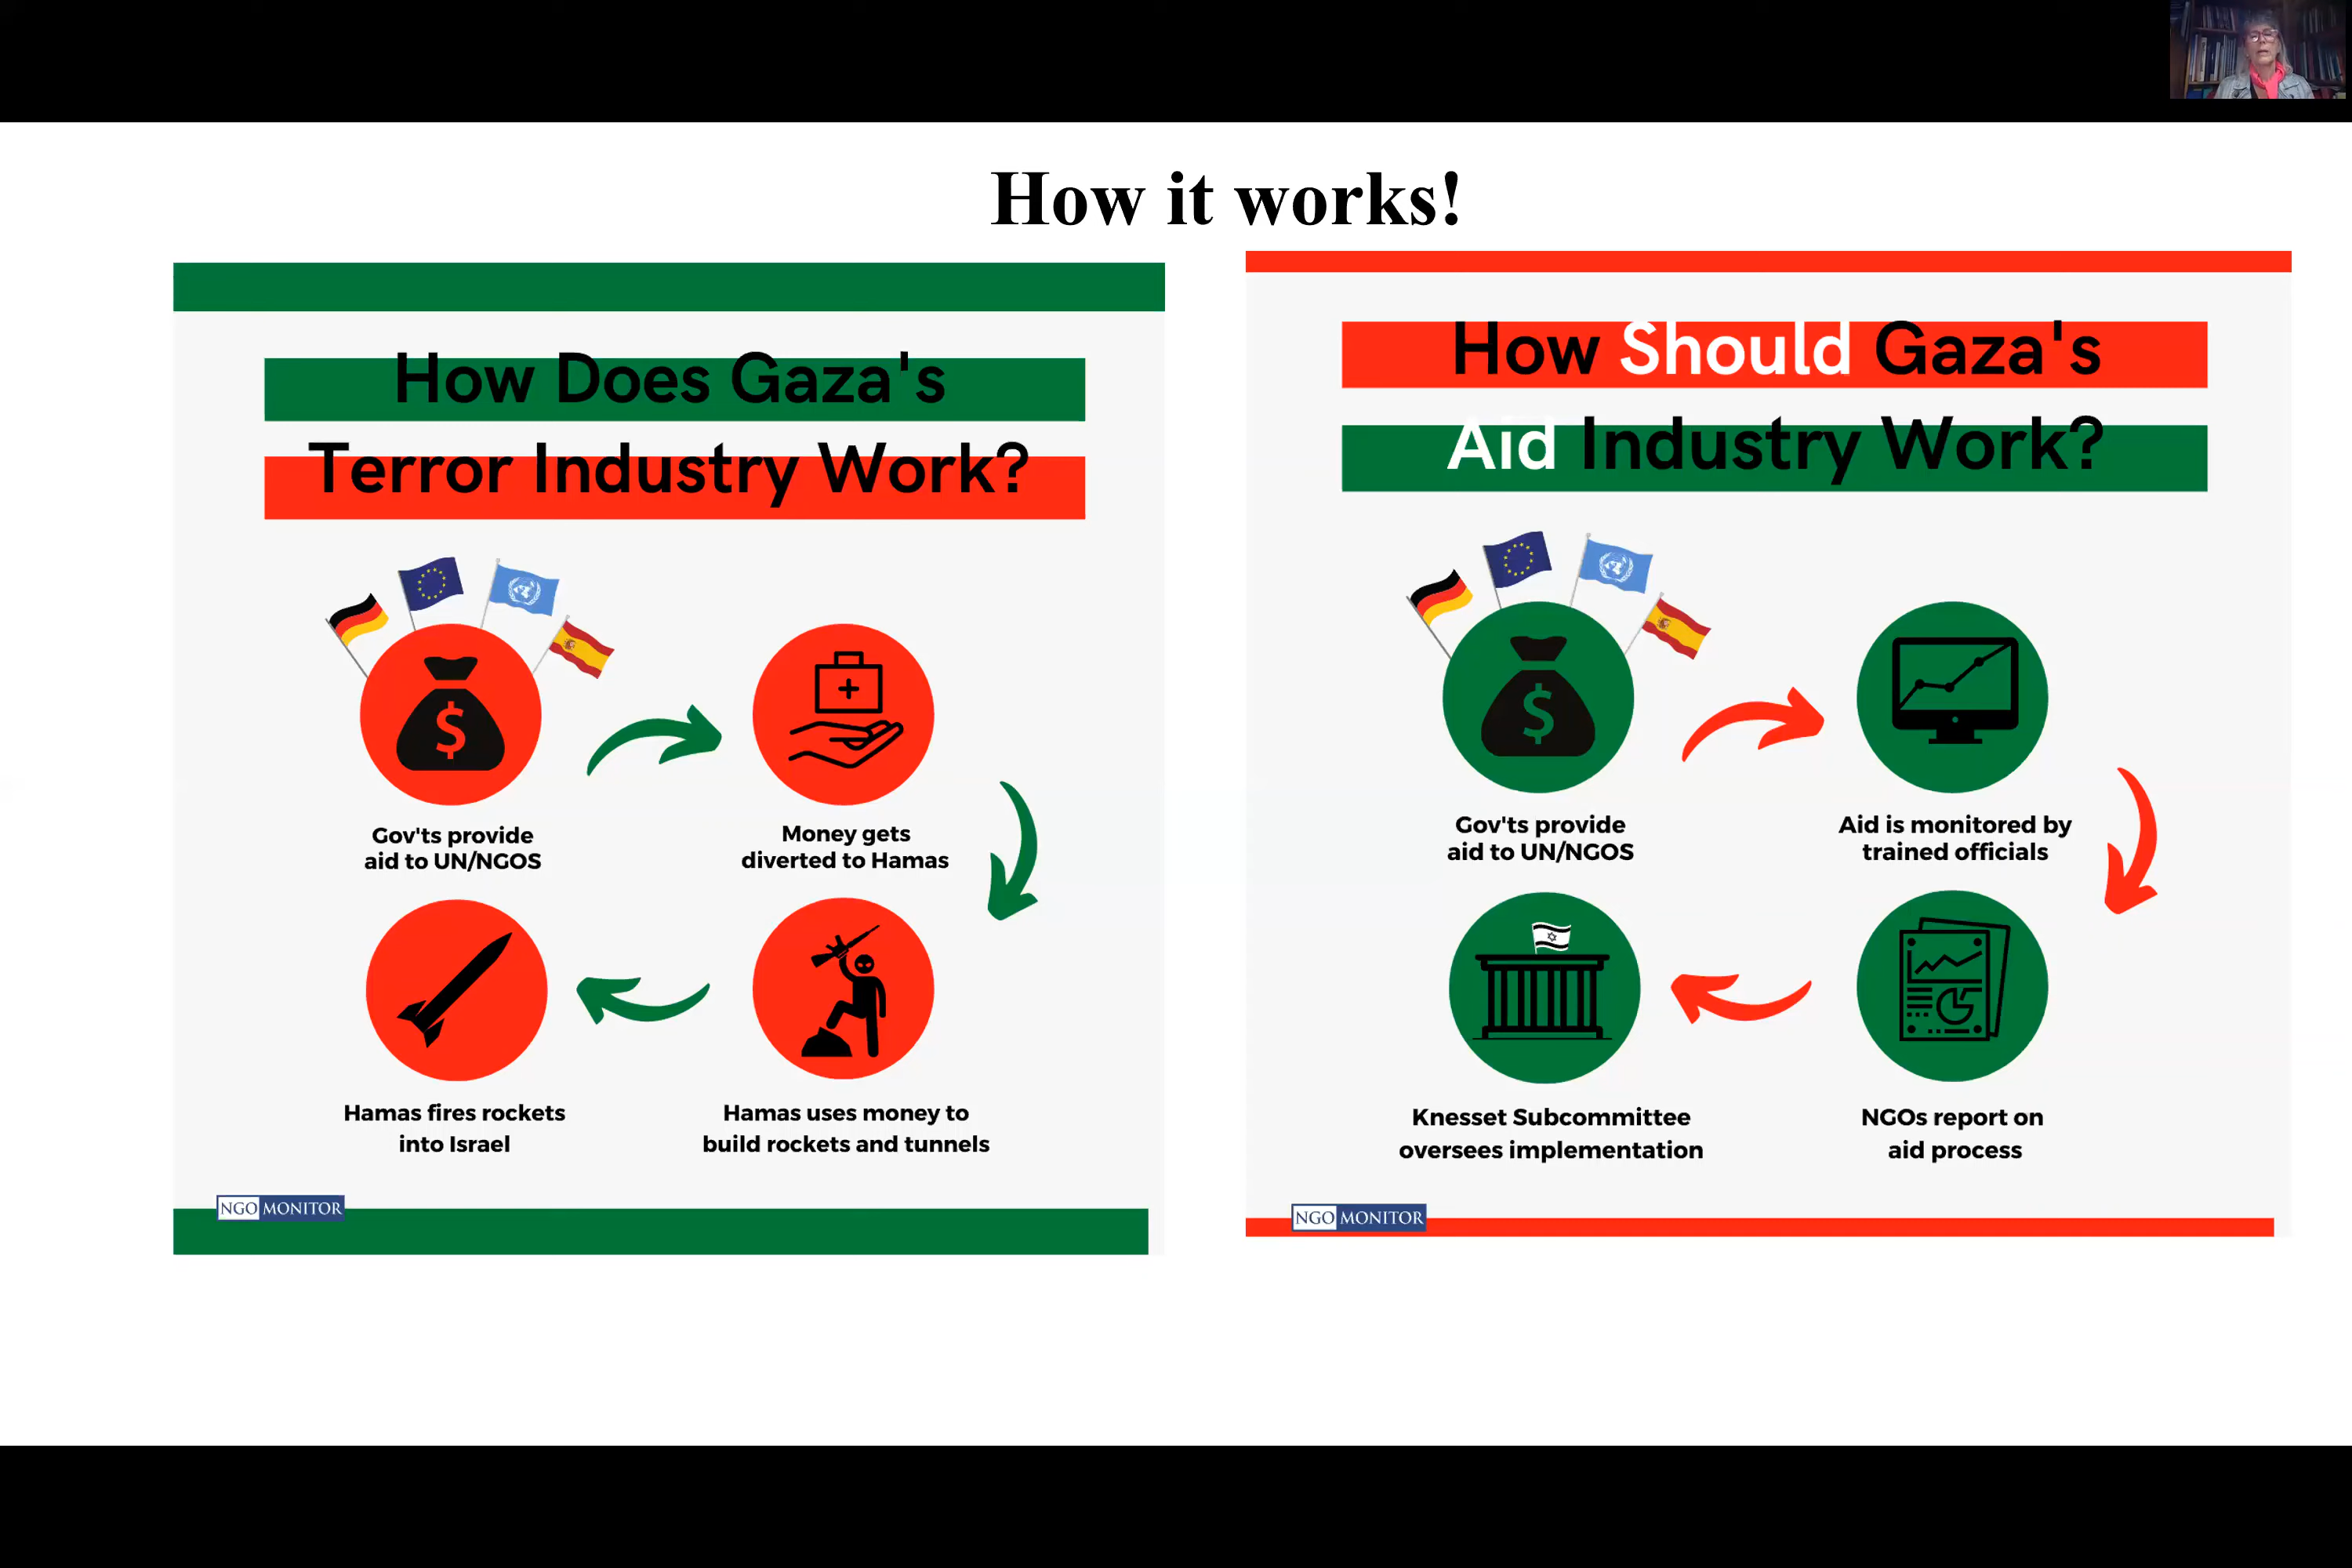 How it works!
How Does Gaza's
Terror Industry Work?
$
Gov'ts provide
aid to UN/NGOS
Money gets
diverted to Hamas
Hamas fires rockets
into Israel
Hamas uses money to
build rockets and tunnels
NGO MONITOR
How Should Gaza's
Aid Industry Work?
$
Gov'ts provide
aid to UN/NGOS
Aid is monitored by
trained officials
Knesset Subcommittee
oversees implementation
NGOs report on
aid process
NGO MONITOR